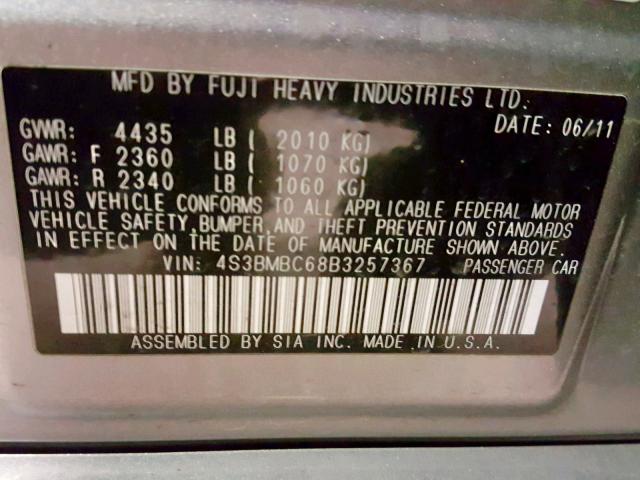 MFD BY FUJI HEAVY INDUSTRIES LTD.
DATE: 06/11
GVWR: 4435 LB ( 2010 KG)
GAWR: F 2360 LB ( 1070 KG)
GAWR: R 2340 LB ( 1060 KG)
THIS VEHICLE CONFORMS TO ALL APPLICABLE FEDERAL MOTOR
VEHICLE SAFETY, BUMPER, AND THEFT PREVENTION STANDARDS
IN EFFECT ON THE DATE OF MANUFACTURE SHOWN ABOVE.
VIN: 4S3BMBC68B3257367 PASSENGER CAR
ASSEMBLED BY SIA INC. MADE IN U.S.A.